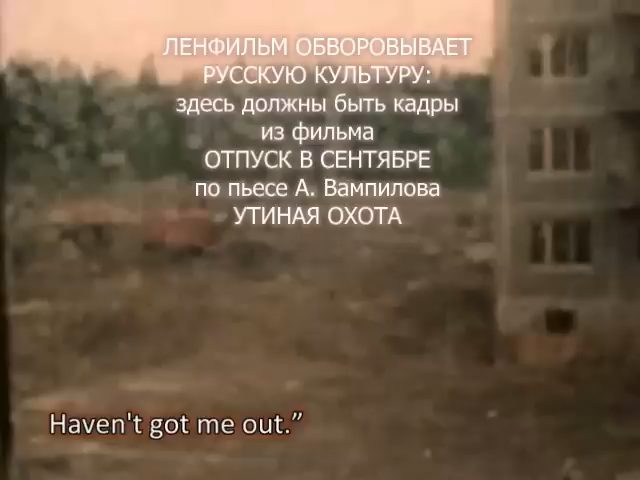 ЛЕНФИЛЬМ ОБВОРОВЫВАЕТ
РУССКУЮ КУЛЬТУРУ:
здесь должны быть кадры
из фильма
ОТПУСК В СЕНТЯБРЕ
по пьесе А. Вампилова
УТИНАЯ ОХОТА
Haven't got me out.”